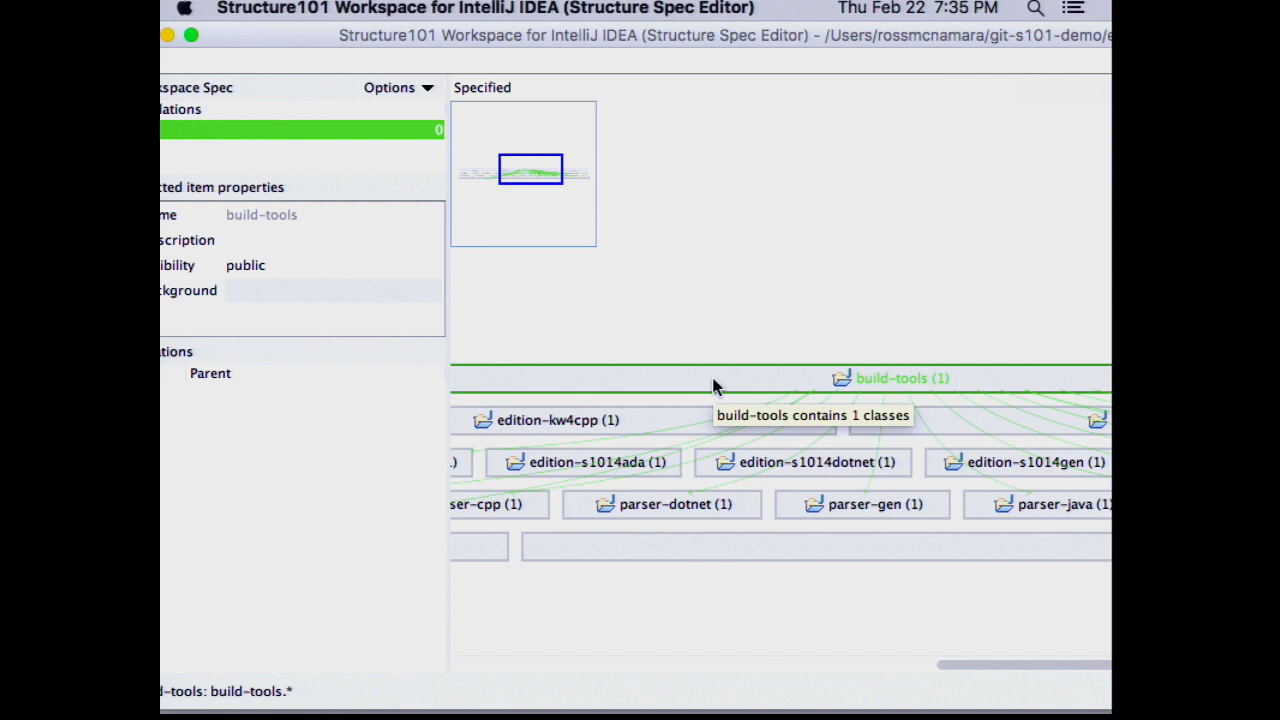 Structure101 Workspace for IntelliJ IDEA (Structure Spec Editor) Thu Feb 22 7:35 PM
Structure101 Workspace for IntelliJ IDEA (Structure Spec Editor) - /Users/rossmcnamara/git-s101-demo/e
kspace Spec Options Specified
lations
0
cted item properties
me build-tools
scription
ibility public
ckground
ations
Parent
build-tools (1)
build-tools contains 1 classes
edition-kw4cpp (1)
.) edition-s1014ada (1) edition-s1014dotnet (1) edition-s1014gen (1)
ser-cpp (1) parser-dotnet (1) parser-gen (1) parser-java (1)
d-tools: build-tools.*